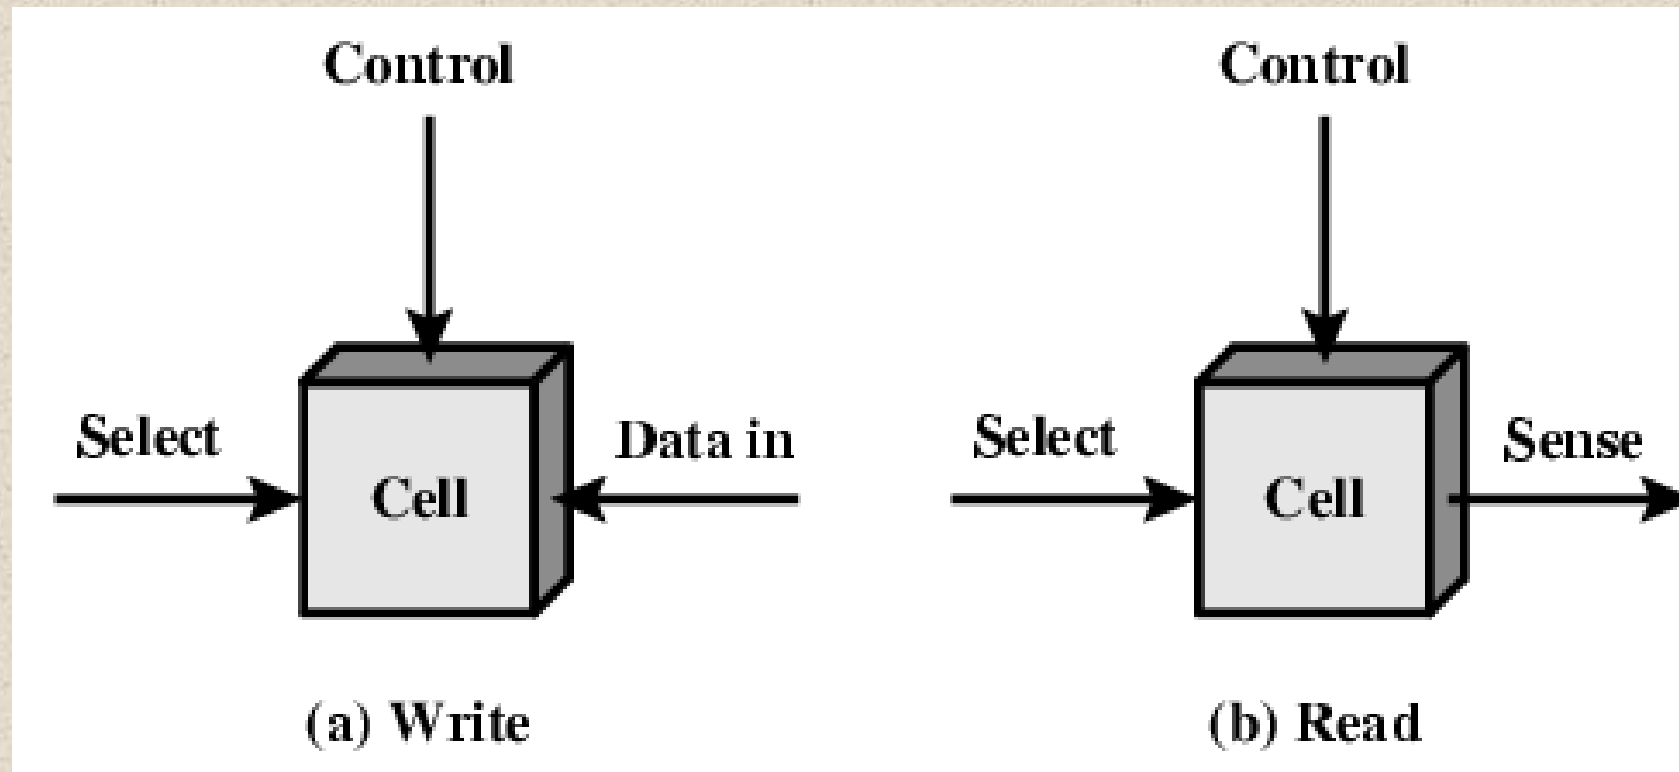 Control
Control
Select
Cell
Data in
Select
Cell
Sense
(a) Write
(b) Read